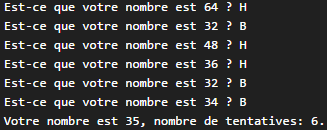 Est-ce que votre nombre est 64 ? H
Est-ce que votre nombre est 32 ? B
Est-ce que votre nombre est 48 ? H
Est-ce que votre nombre est 36 ? H
Est-ce que votre nombre est 32 ? B
Est-ce que votre nombre est 34 ? B
Votre nombre est 35, nombre de tentatives: 6.